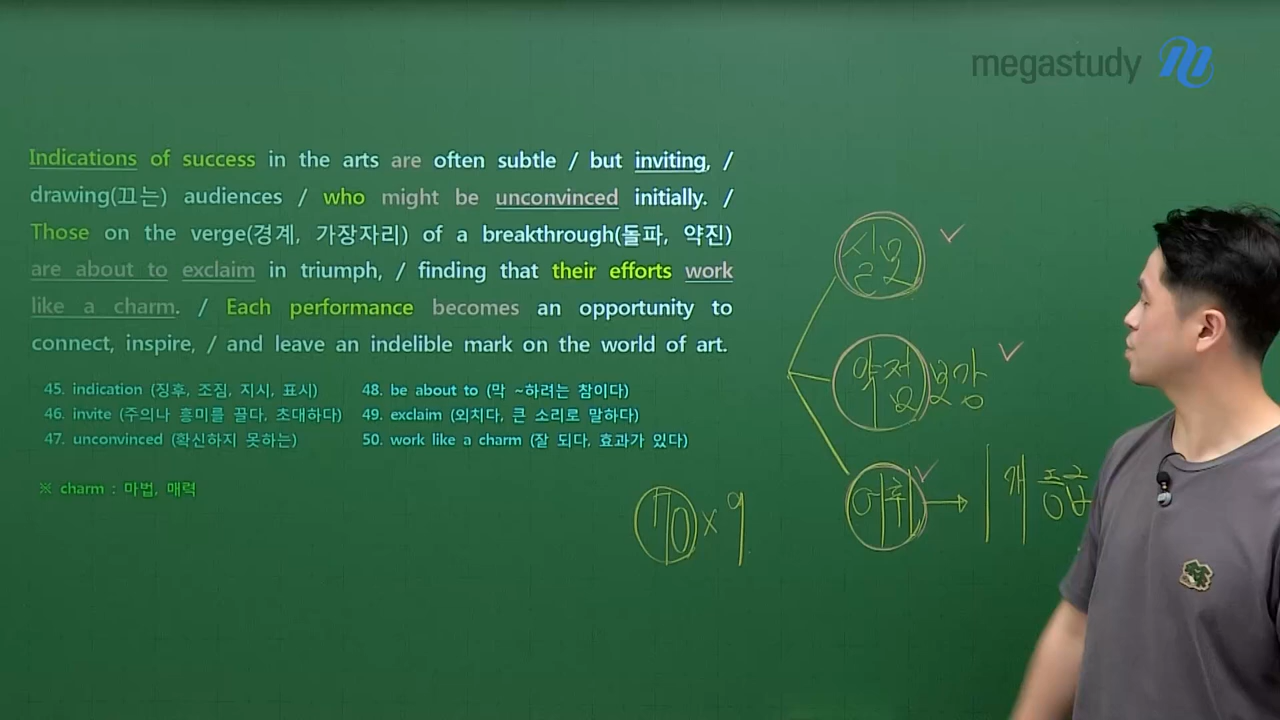 megastudy
Indications of success in the arts are often subtle / but inviting, /
drawing(끄는) audiences / who might be unconvinced initially. /
Those on the verge(경계, 가장자리) of a breakthrough(돌파, 약진)
are about to exclaim in triumph, / finding that their efforts work
like a charm. / Each performance becomes an opportunity to
connect, inspire, / and leave an indelible mark on the world of art.
45. indication (징후, 조짐, 지시, 표시)
46. invite (주의나 흥미를 끌다, 초대하다)
47. unconvinced (확신하지 못하는)
48. be about to (막 ~하려는 참이다)
49. exclaim (외치다, 큰 소리로 말하다)
50. work like a charm (잘 되다, 효과가 있다)
※ charm : 마법, 매력
실용
약점 보강
어휘 → 1개 등급
70 × 9